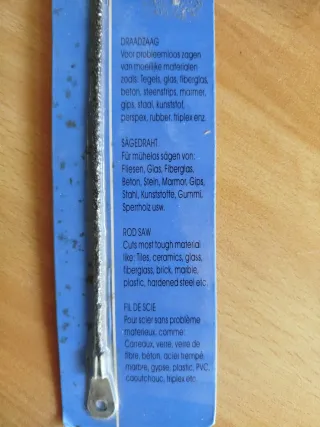 DRAADZAAG
Voor probleemloos zagen
van moeilijke materialen
zoals: Tegels, glas, fiberglas,
beton, steenstrips, marmer,
gips, staal, kunststof,
perspex, rubber, triplex enz.
SÄGEDRAHT
Für mühelos sägen von:
Fliesen, Glas, Fiberglas,
Beton, Stein, Marmor, Gips,
Stahl, Kunststoffe, Gummi,
Sperrholz usw.
ROD SAW
Cuts most tough material
like: Tiles, ceramics, glass,
fiberglass, brick, marble,
plastic, hardened steel etc.
FIL DE SCIE
Pour scier sans problème
materieux, comme:
Carreaux, verre, verre de
fibre, béton, acier trempé,
marbre, gypse, plastic, PVC,
caoutchouc, triplex etc.